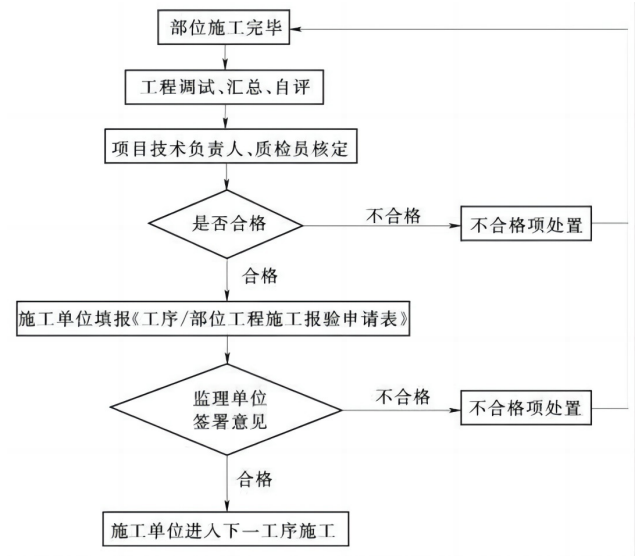 部位施工完毕
工程调试、汇总、自评
项目技术负责人、质检员核定
是否合格
不合格
不合格项处置
合格
施工单位填报《工序/部位工程施工报验申请表》
监理单位
签署意见
不合格
不合格项处置
合格
施工单位进入下一工序施工